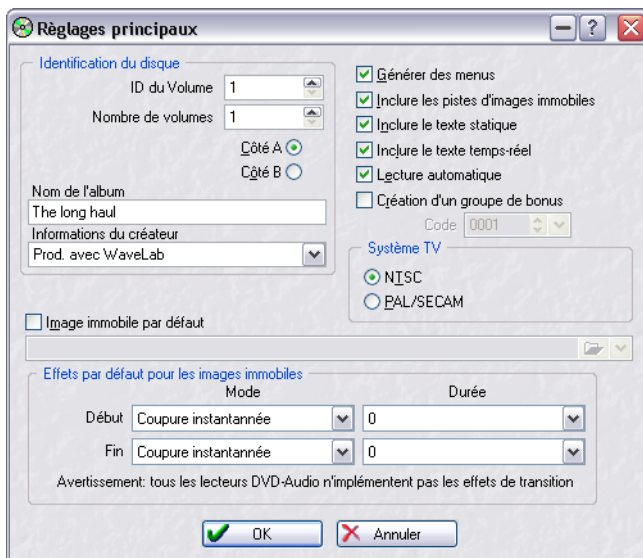 Règlages principaux
Identification du disque
ID du Volume 1
Nombre de volumes 1
Côté A
Côté B
Nom de l'album
The long haul
Informations du créateur
Prod. avec WaveLab
Générer des menus
Inclure les pistes d'images immobiles
Inclure le texte statique
Inclure le texte temps-réel
Lecture automatique
Création d'un groupe de bonus
Code 0001
Système TV
NTSC
PAL/SECAM
Image immobile par défaut
Effets par défaut pour les images immobiles
Mode Durée
Début Coupure instantannée 0
Fin Coupure instantannée 0
Avertissement: tous les lecteurs DVD-Audio n'implémentent pas les effets de transition
OK Annuler